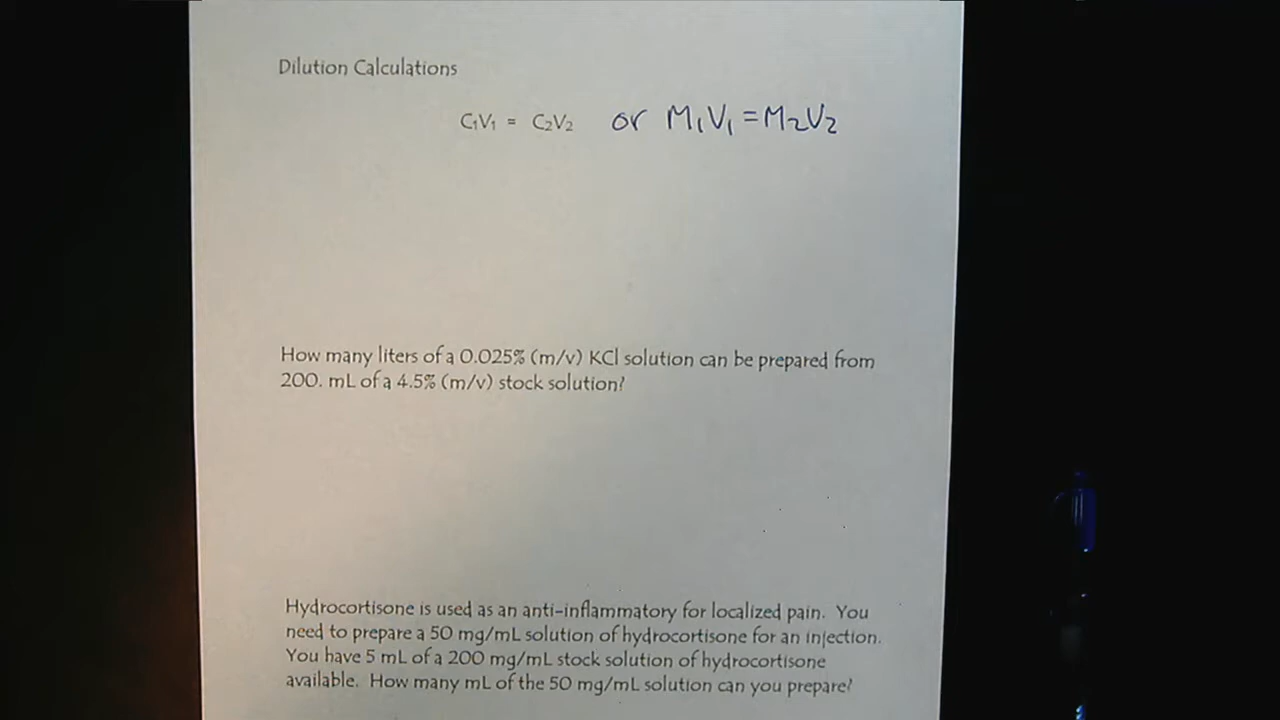 Dilution Calculations
C₁V₁ = C₂V₂ or M₁V₁ = M₂V₂
How many liters of a 0.025% (m/v) KCl solution can be prepared from
200. mL of a 4.5% (m/v) stock solution?
Hydrocortisone is used as an anti-inflammatory for localized pain. You
need to prepare a 50 mg/mL solution of hydrocortisone for an injection.
You have 5 mL of a 200 mg/mL stock solution of hydrocortisone
available. How many mL of the 50 mg/mL solution can you prepare?